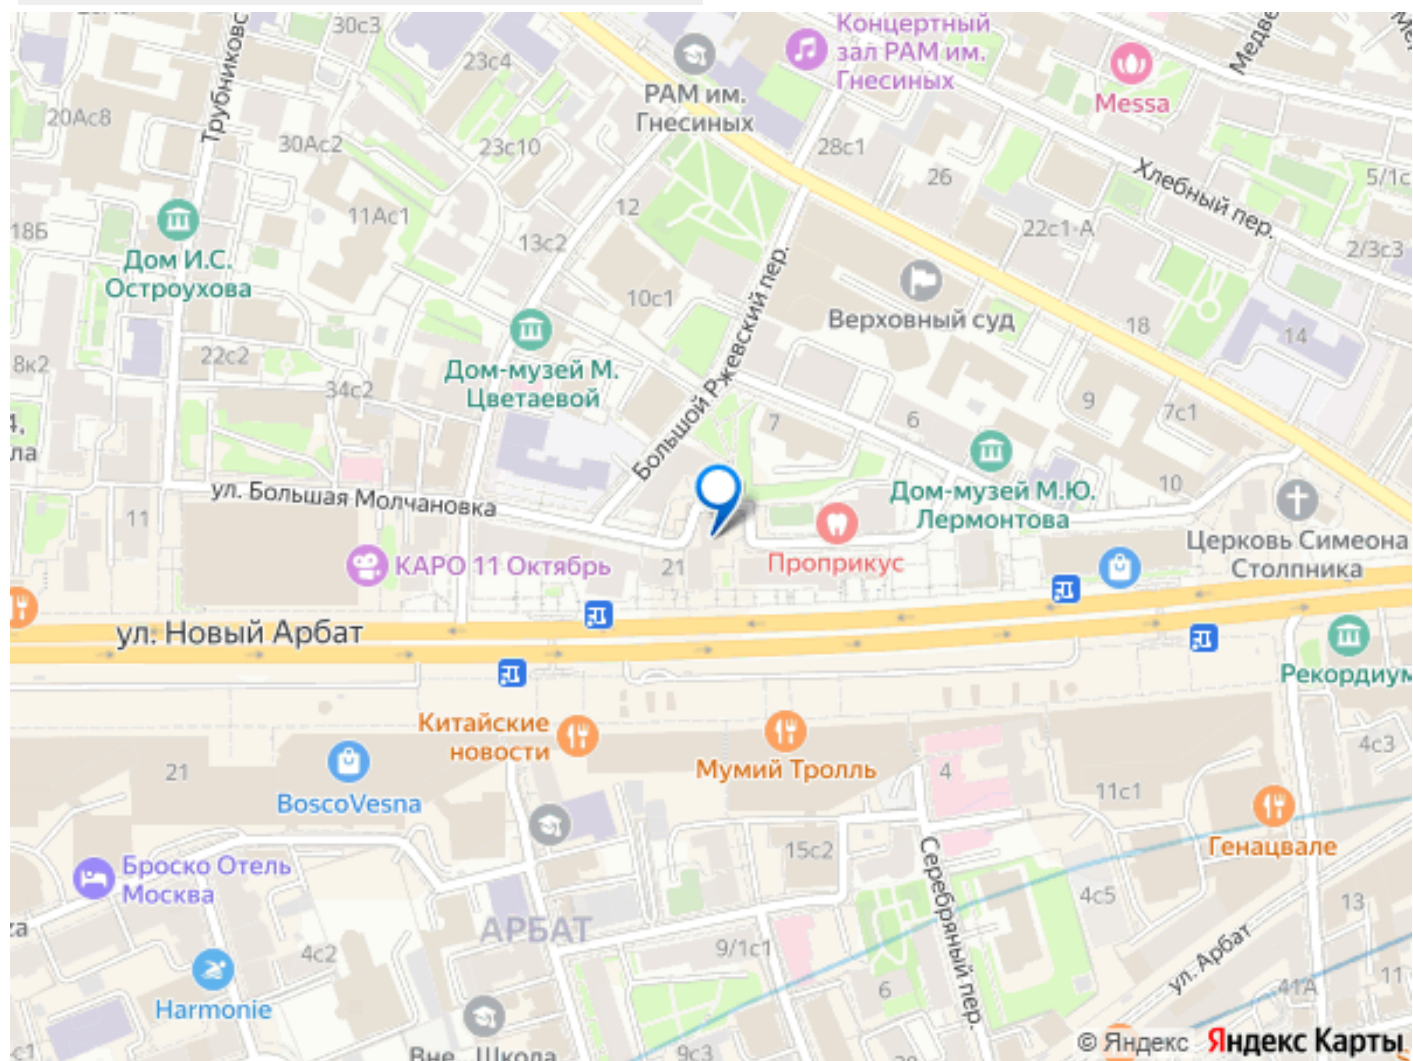 30с3
Концертный
зал РАМ им.
Гнесиных
Трубниковс
23с4
РАМ им.
Гнесиных
Messa
Медве
20Ас8
30Ас2
23с10
28с1
26
Хлебный пер.
5/1с
18Б
11Ас1
12
13с2
22с1-А
2/3с3
Дом И.С.
Остроухова
10с1
Большой Ржевский пер.
Верховный суд
18
14
8к2
22с2
34с2
Дом-музей М.
Цветаевой
7
6
9
7с1
4,
ла
ул. Большая Молчановка
11
Дом-музей М.Ю.
Лермонтова
10
Церковь Симеона
Столпника
КАРО 11 Октябрь
21
Проприкус
ул. Новый Арбат
Рекордиум
Китайские
новости
Мумий Тролль
21
BoscoVesna
4
11с1
4с3
15с2
Генацвале
Броско Отель
Москва
Серебряный пер.
4с5
13
АРБАТ
9/1с1
4с2
ул. Арбат
Harmonie
6
41А
11
с1
Вне
Школа
9с3
© Яндекс Яндекс Карты